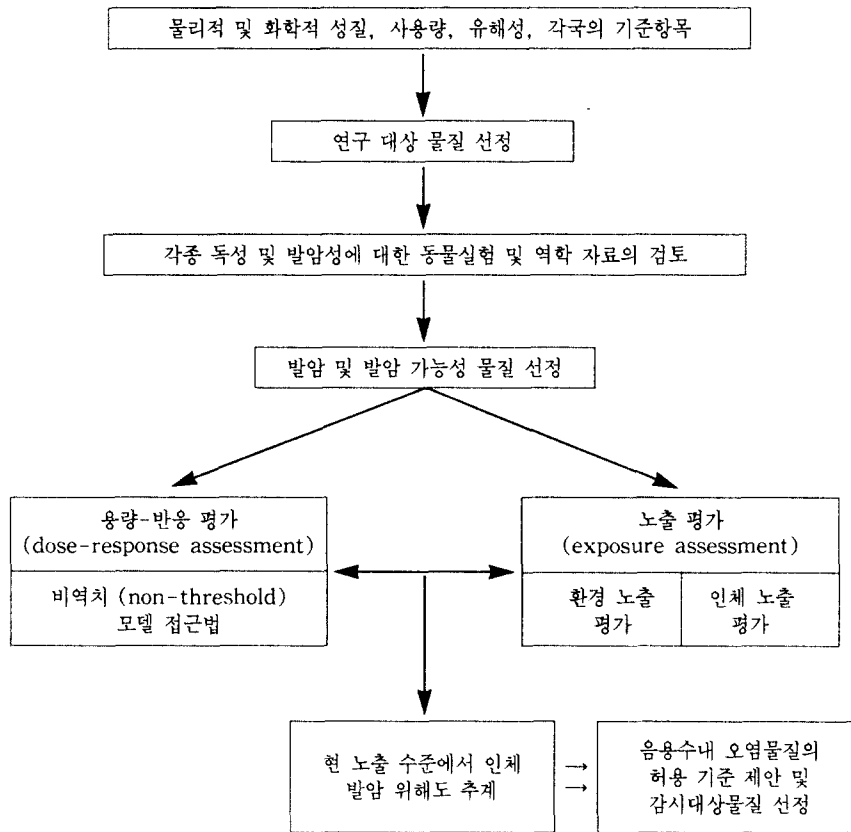 물리적 및 화학적 성질, 사용량, 유해성, 각국의 기준항목
연구 대상 물질 선정
각종 독성 및 발암성에 대한 동물실험 및 역학 자료의 검토
발암 및 발암 가능성 물질 선정
용량-반응 평가
(dose-response assessment)
비역치 (non-threshold)
모델 접근법
노출 평가
(exposure assessment)
환경 노출
평가
인체 노출
평가
현 노출 수준에서 인체
발암 위해도 추계
음용수내 오염물질의
허용 기준 제안 및
감시대상물질 선정